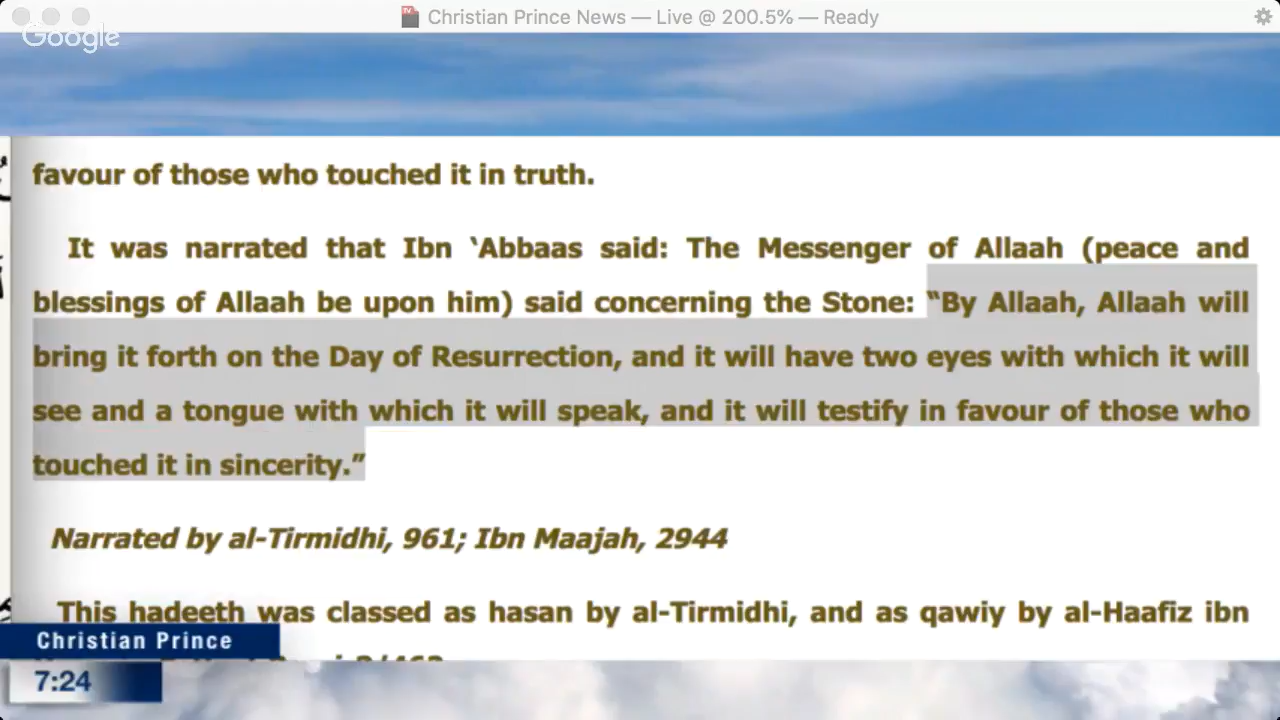 Christian Prince News — Live @ 200.5% — Ready
Google
favour of those who touched it in truth.
It was narrated that Ibn ‘Abbaas said: The Messenger of Allaah (peace and
blessings of Allaah be upon him) said concerning the Stone: “By Allaah, Allaah will
bring it forth on the Day of Resurrection, and it will have two eyes with which it will
see and a tongue with which it will speak, and it will testify in favour of those who
touched it in sincerity.”
Narrated by al-Tirmidhi, 961; Ibn Maajah, 2944
This hadeeth was classed as hasan by al-Tirmidhi, and as qawiy by al-Haafiz ibn
Christian Prince
7:24